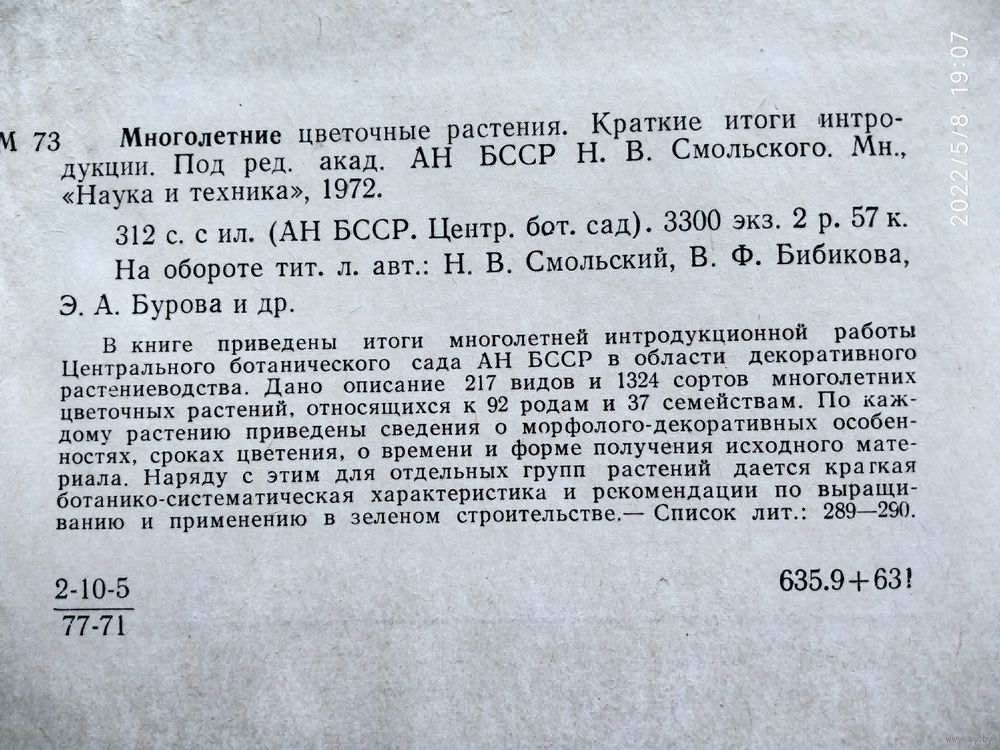 М 73 Многолетние цветочные растения. Краткие итоги интро-
дукции. Под ред. акад. АН БССР Н. В. Смольского. Мн.,
«Наука и техника», 1972.
312 с. с ил. (АН БССР. Центр. бот. сад). 3300 экз. 2 р. 57 к.
На обороте тит. л. авт.: Н. В. Смольский, В. Ф. Бибикова,
Э. А. Бурова и др.
В книге приведены итоги многолетней интродукционной работы
Центрального ботанического сада АН БССР в области декоративного
растениеводства. Дано описание 217 видов и 1324 сортов многолетних
цветочных растений, относящихся к 92 родам и 37 семействам. По каж-
дому растению приведены сведения о морфолого-декоративных особен-
ностях, сроках цветения, о времени и форме получения исходного мате-
риала. Наряду с этим для отдельных групп растений дается краткая
ботанико-систематическая характеристика и рекомендации по выращи-
ванию и применению в зеленом строительстве.— Список лит.: 289—290.
2-10-5
77-71
635.9+63!
2022/5/8 19:07
www.ay.by